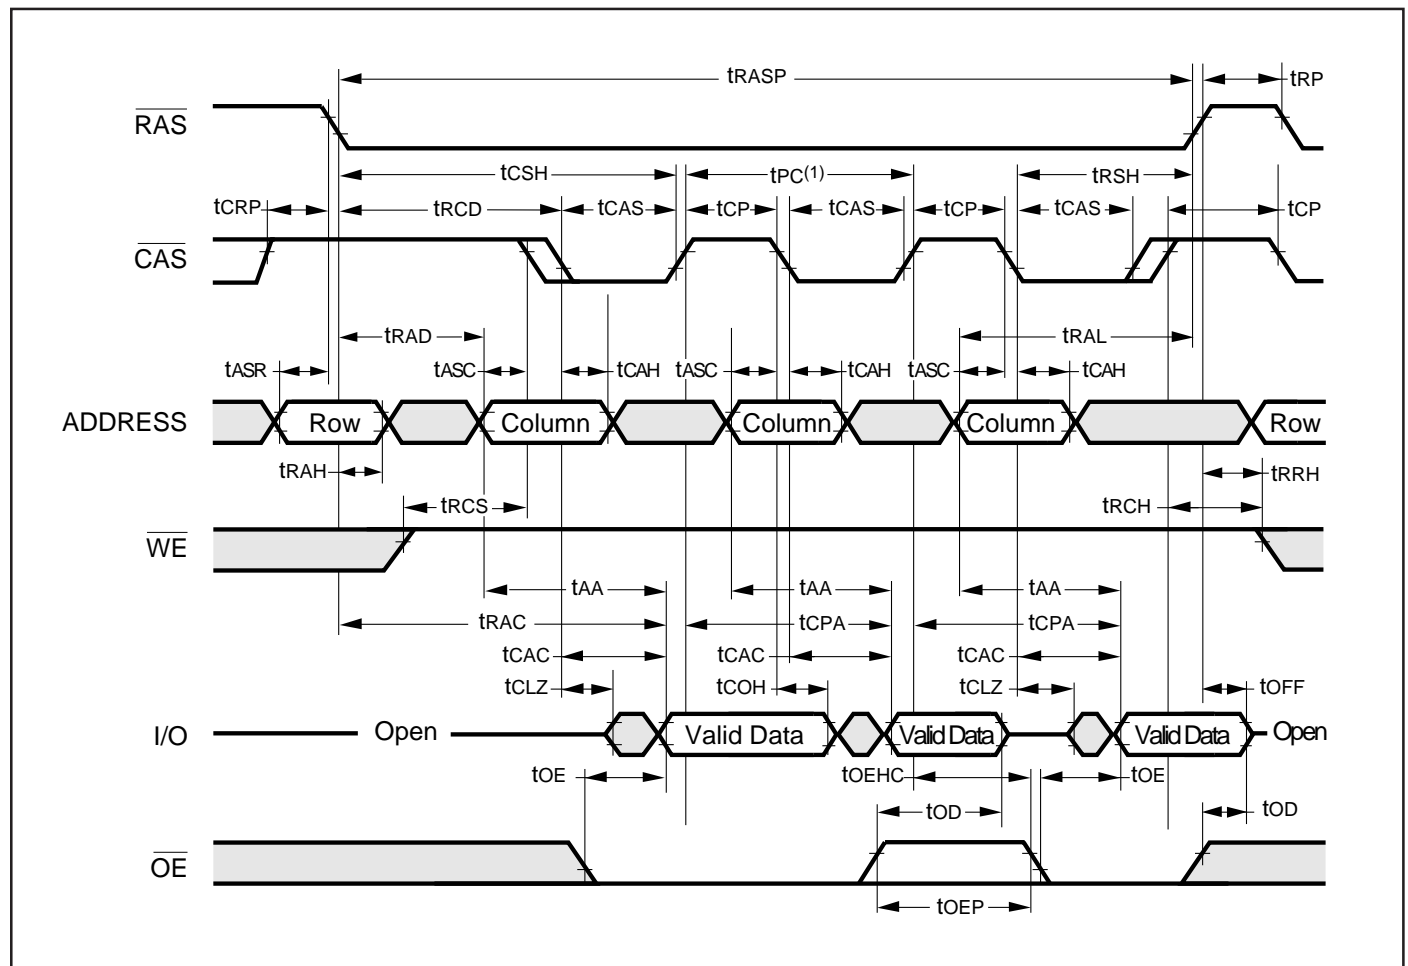 tRASP tRP
RAS
tCSH tPC(1) tRSH
tCRP tRCD tCAS tCP tCAS tCP tCAS tCP
CAS
tRAD tRAL
tASR tASC tCAH tASC tCAH tASC tCAH
ADDRESS Row Column Column Column Row
tRAH tRRH
tRCS tRCH
WE
tAA tAA tAA
tRAC tCPA tCPA
tCAC tCAC tCAC
tCLZ tCOH tCLZ tOFF
I/O Open Valid Data Valid Data Valid Data Open
tOE tOEHC tOE
tOD tOD
OE
tOEP